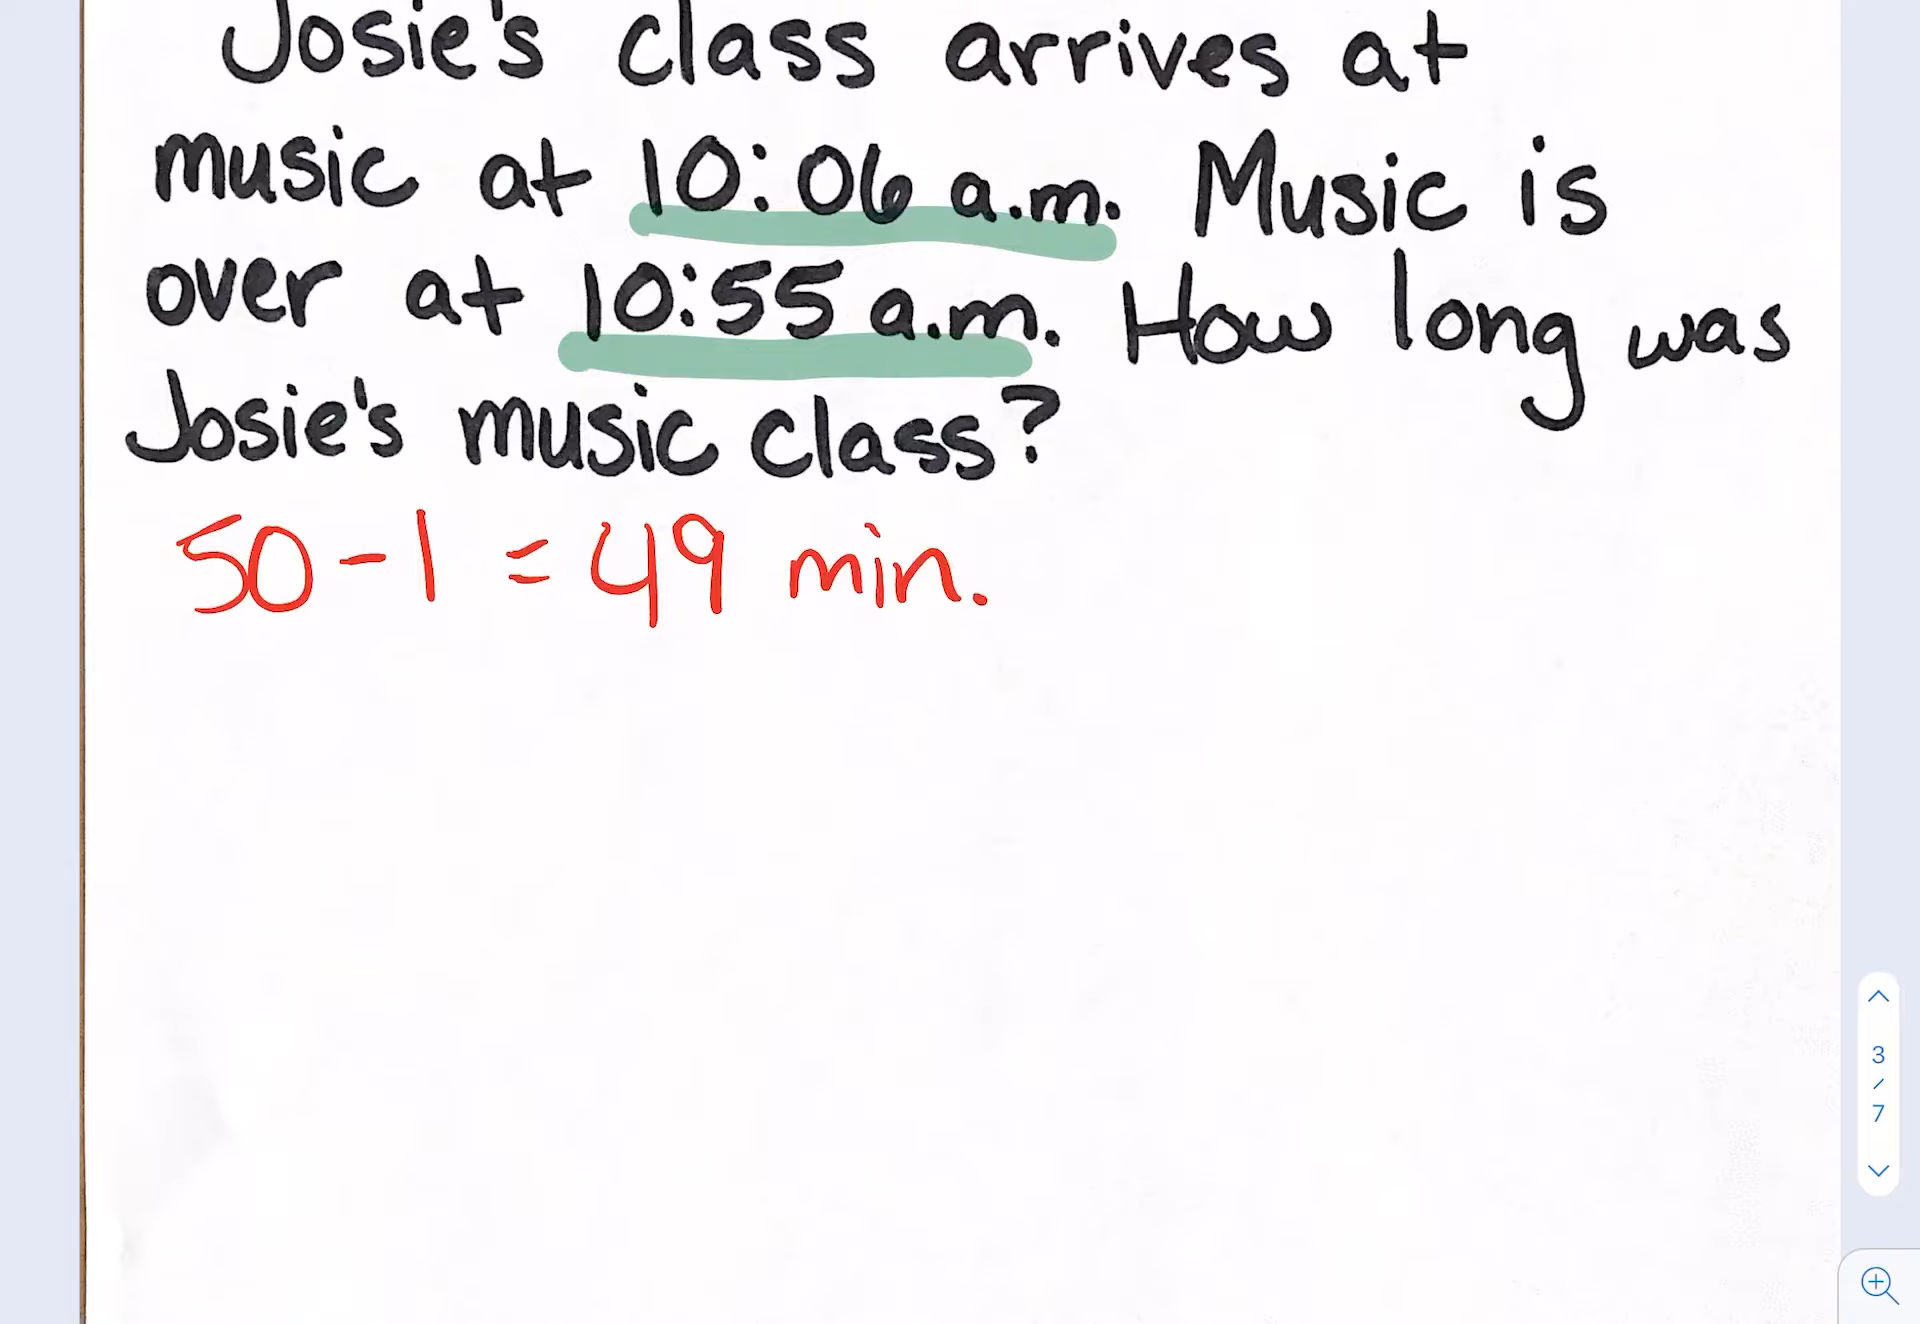 Josie's class arrives at
music at 10:06 a.m. Music is
over at 10:55 a.m. How long was
Josie's music class?
50-1 = 49 min.
3
/
7